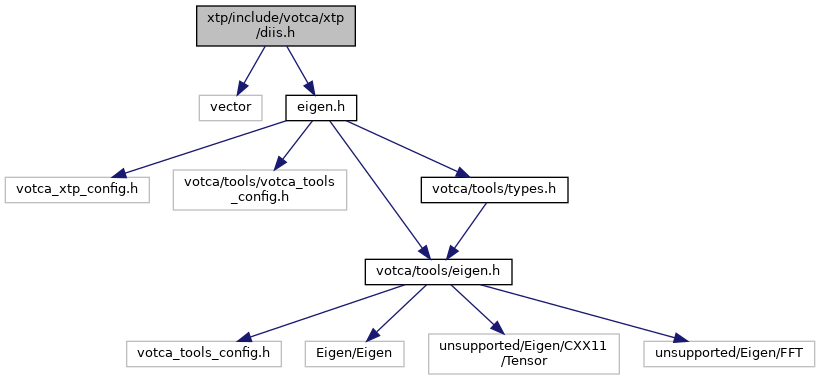 xtp/include/votca/xtp
/diis.h
vector
eigen.h
votca_xtp_config.h
votca/tools/votca_tools
_config.h
votca/tools/types.h
votca/tools/eigen.h
votca_tools_config.h
Eigen/Eigen
unsupported/Eigen/CXX11
/Tensor
unsupported/Eigen/FFT